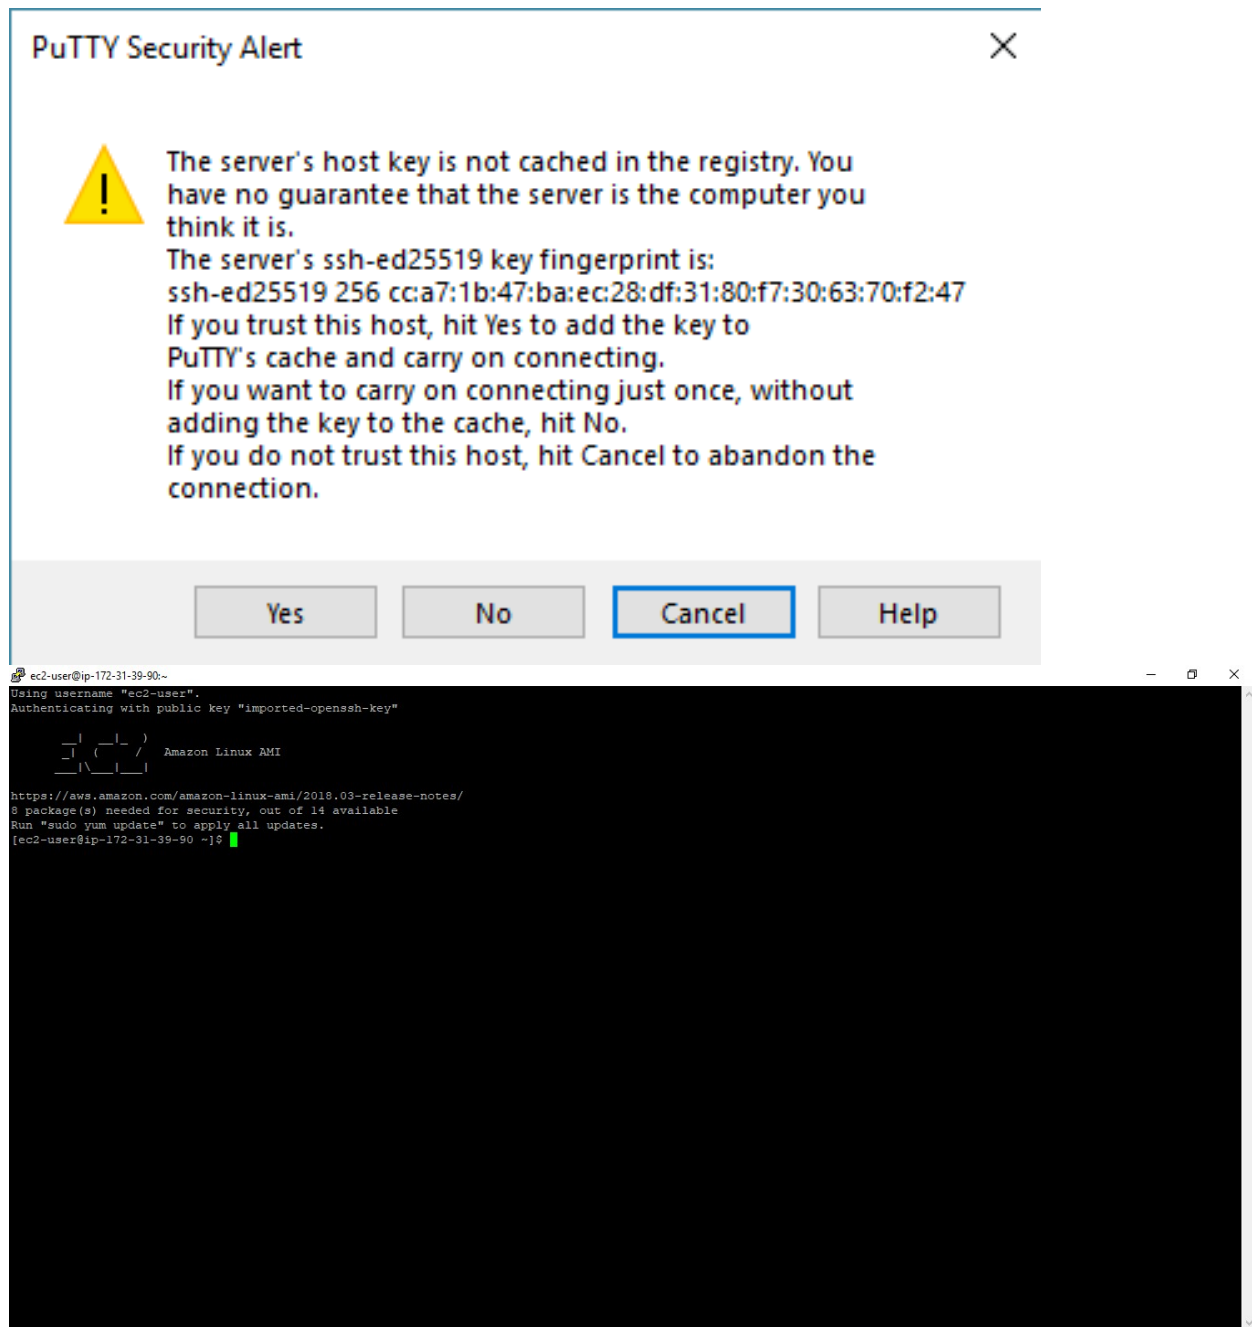 PuTTY Security Alert
The server's host key is not cached in the registry. You
have no guarantee that the server is the computer you
think it is.
The server's ssh-ed25519 key fingerprint is:
ssh-ed25519 256 cc:a7:1b:47:ba:ec:28:df:31:80:f7:30:63:70:f2:47
If you trust this host, hit Yes to add the key to
PuTTY's cache and carry on connecting.
If you want to carry on connecting just once, without
adding the key to the cache, hit No.
If you do not trust this host, hit Cancel to abandon the
connection.
Yes No Cancel Help
ec2-user@ip-172-31-39-90:~
Using username "ec2-user".
Authenticating with public key "imported-openssh-key"
__|  __|_  )
_|  (     /   Amazon Linux AMI
___|\___|___|
https://aws.amazon.com/amazon-linux-ami/2018.03-release-notes/
8 package(s) needed for security, out of 14 available
Run "sudo yum update" to apply all updates.
[ec2-user@ip-172-31-39-90 ~]$